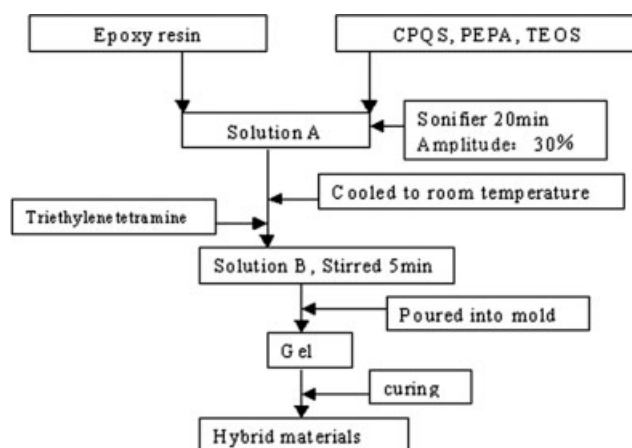 Epoxy resin
CPQS, PEPA, TEOS
Solution A
Sonifier 20min
Amplitude: 30%
Cooled to room temperature
Triethylenetetramine
Solution B, Stirred 5min
Poured into mold
Gel
curing
Hybrid materials